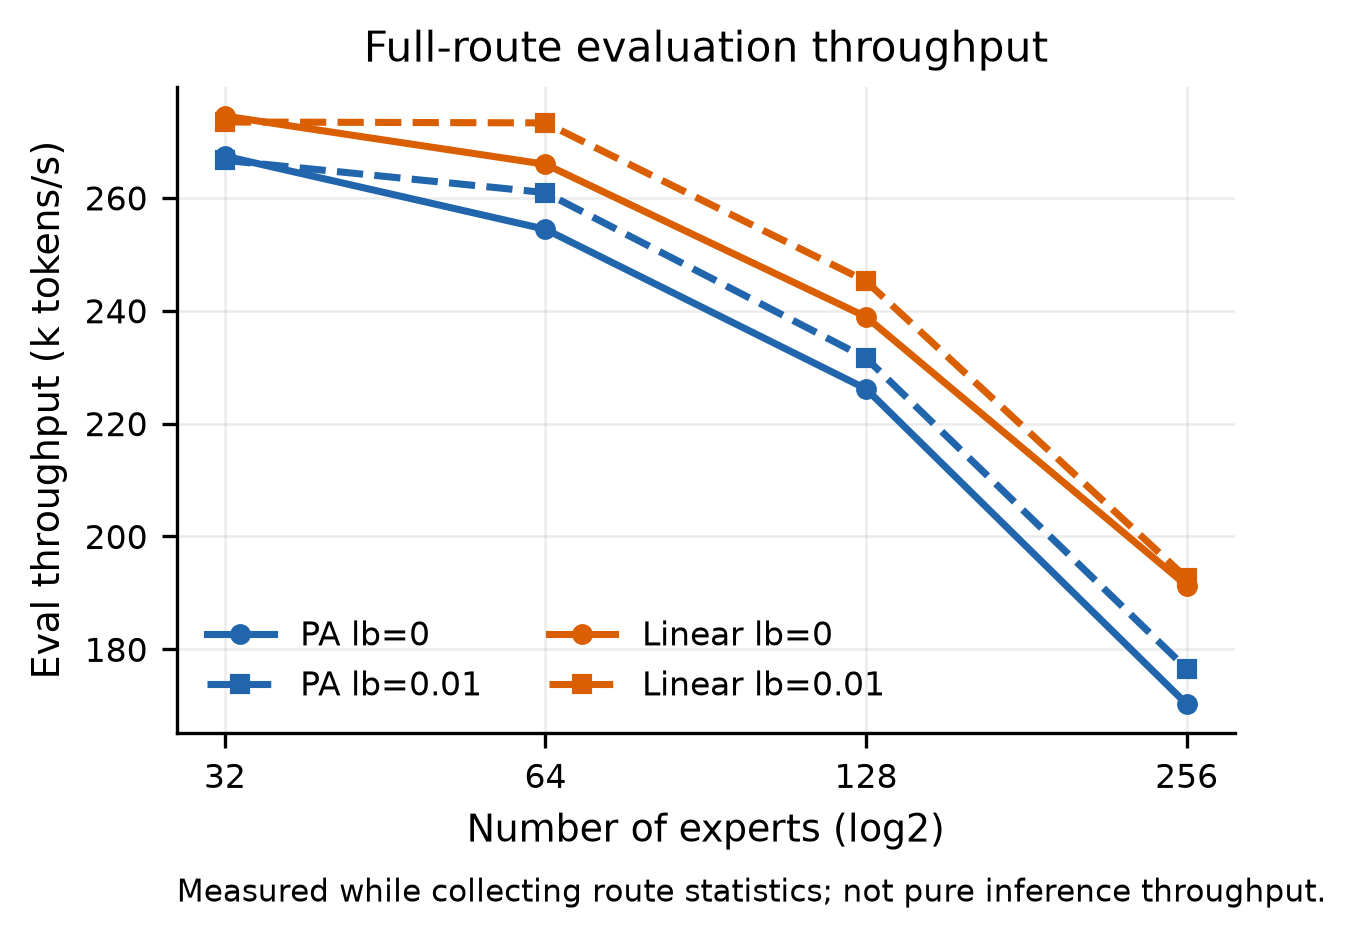 Full-route evaluation throughput
Eval throughput (k tokens/s)
260
240
220
200
180
PA lb=0
Linear lb=0
PA lb=0.01
Linear lb=0.01
32
64
128
256
Number of experts (log2)
Measured while collecting route statistics; not pure inference throughput.